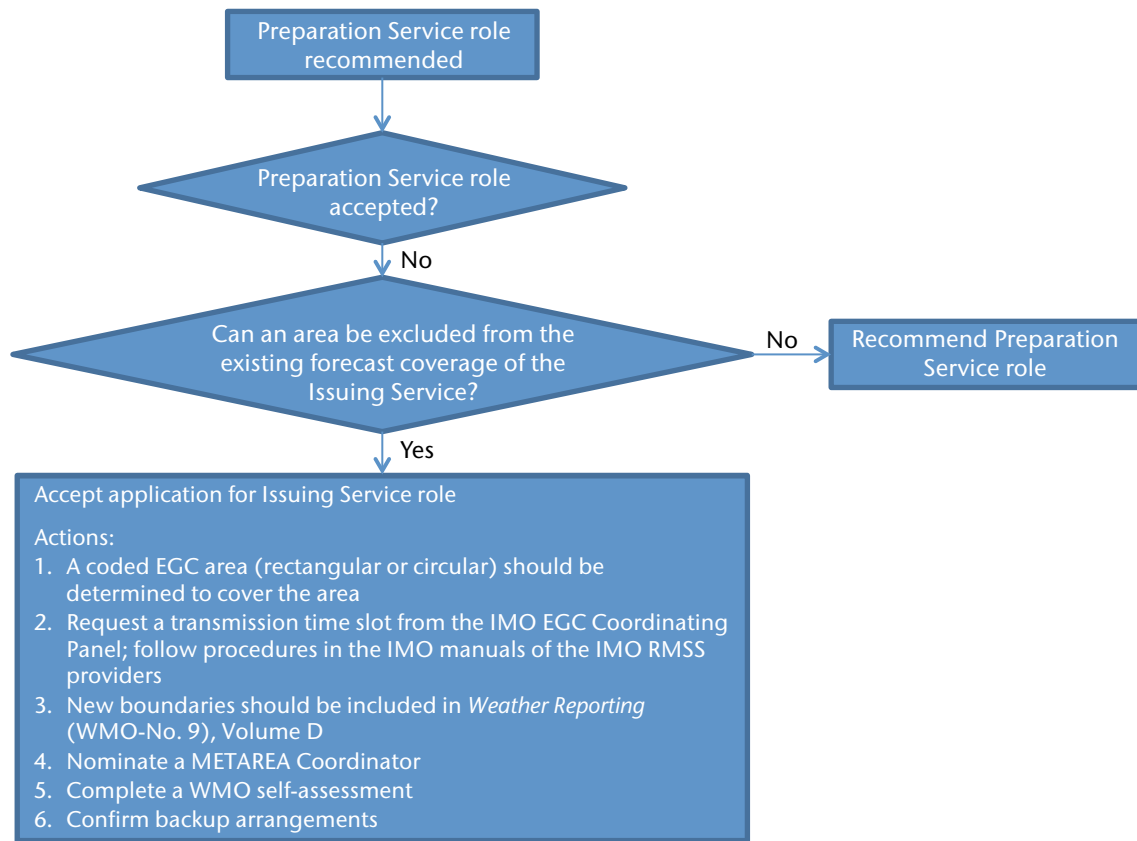 Preparation Service role
recommended
Preparation Service role
accepted?
No
Can an area be excluded from the
existing forecast coverage of the
Issuing Service?
No
Recommend Preparation
Service role
Yes
Accept application for Issuing Service role
Actions:
1. A coded EGC area (rectangular or circular) should be
determined to cover the area
2. Request a transmission time slot from the IMO EGC Coordinating
Panel; follow procedures in the IMO manuals of the IMO RMSS
providers
3. New boundaries should be included in Weather Reporting
(WMO-No. 9), Volume D
4. Nominate a METAREA Coordinator
5. Complete a WMO self-assessment
6. Confirm backup arrangements